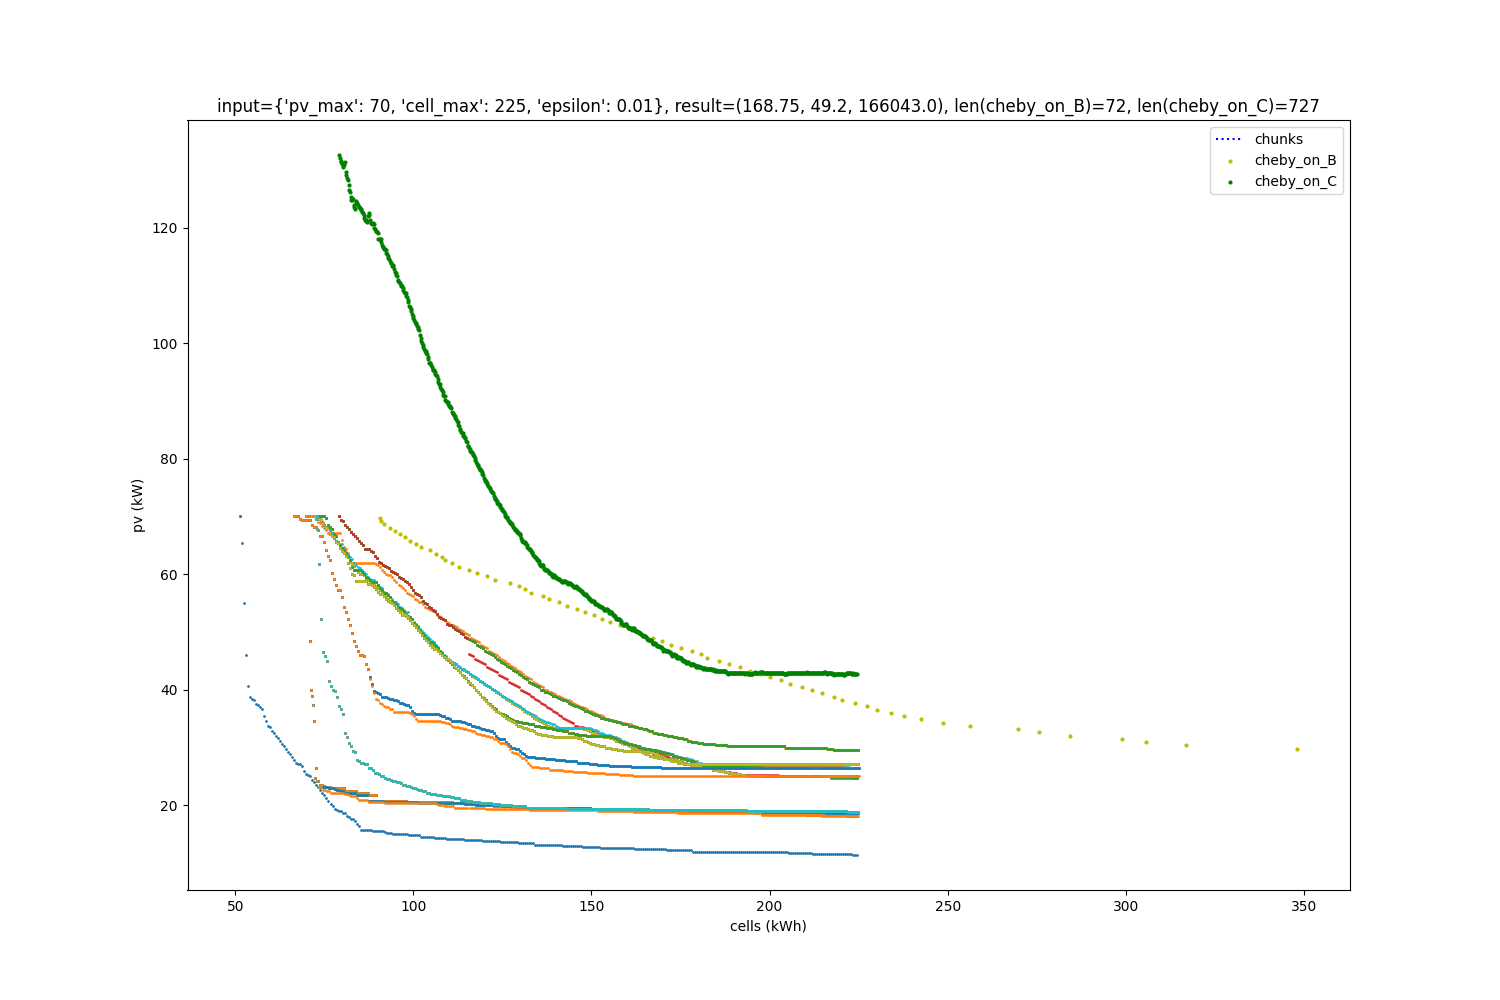 input={'pv_max': 70, 'cell_max': 225, 'epsilon': 0.01}, result=(168.75, 49.2, 166043.0), len(cheby_on_B)=72, len(cheby_on_C)=727
chunks
cheby_on_B
cheby_on_C
120
100
80
60
40
20
pv (kW)
50 100 150 200 250 300 350
cells (kWh)